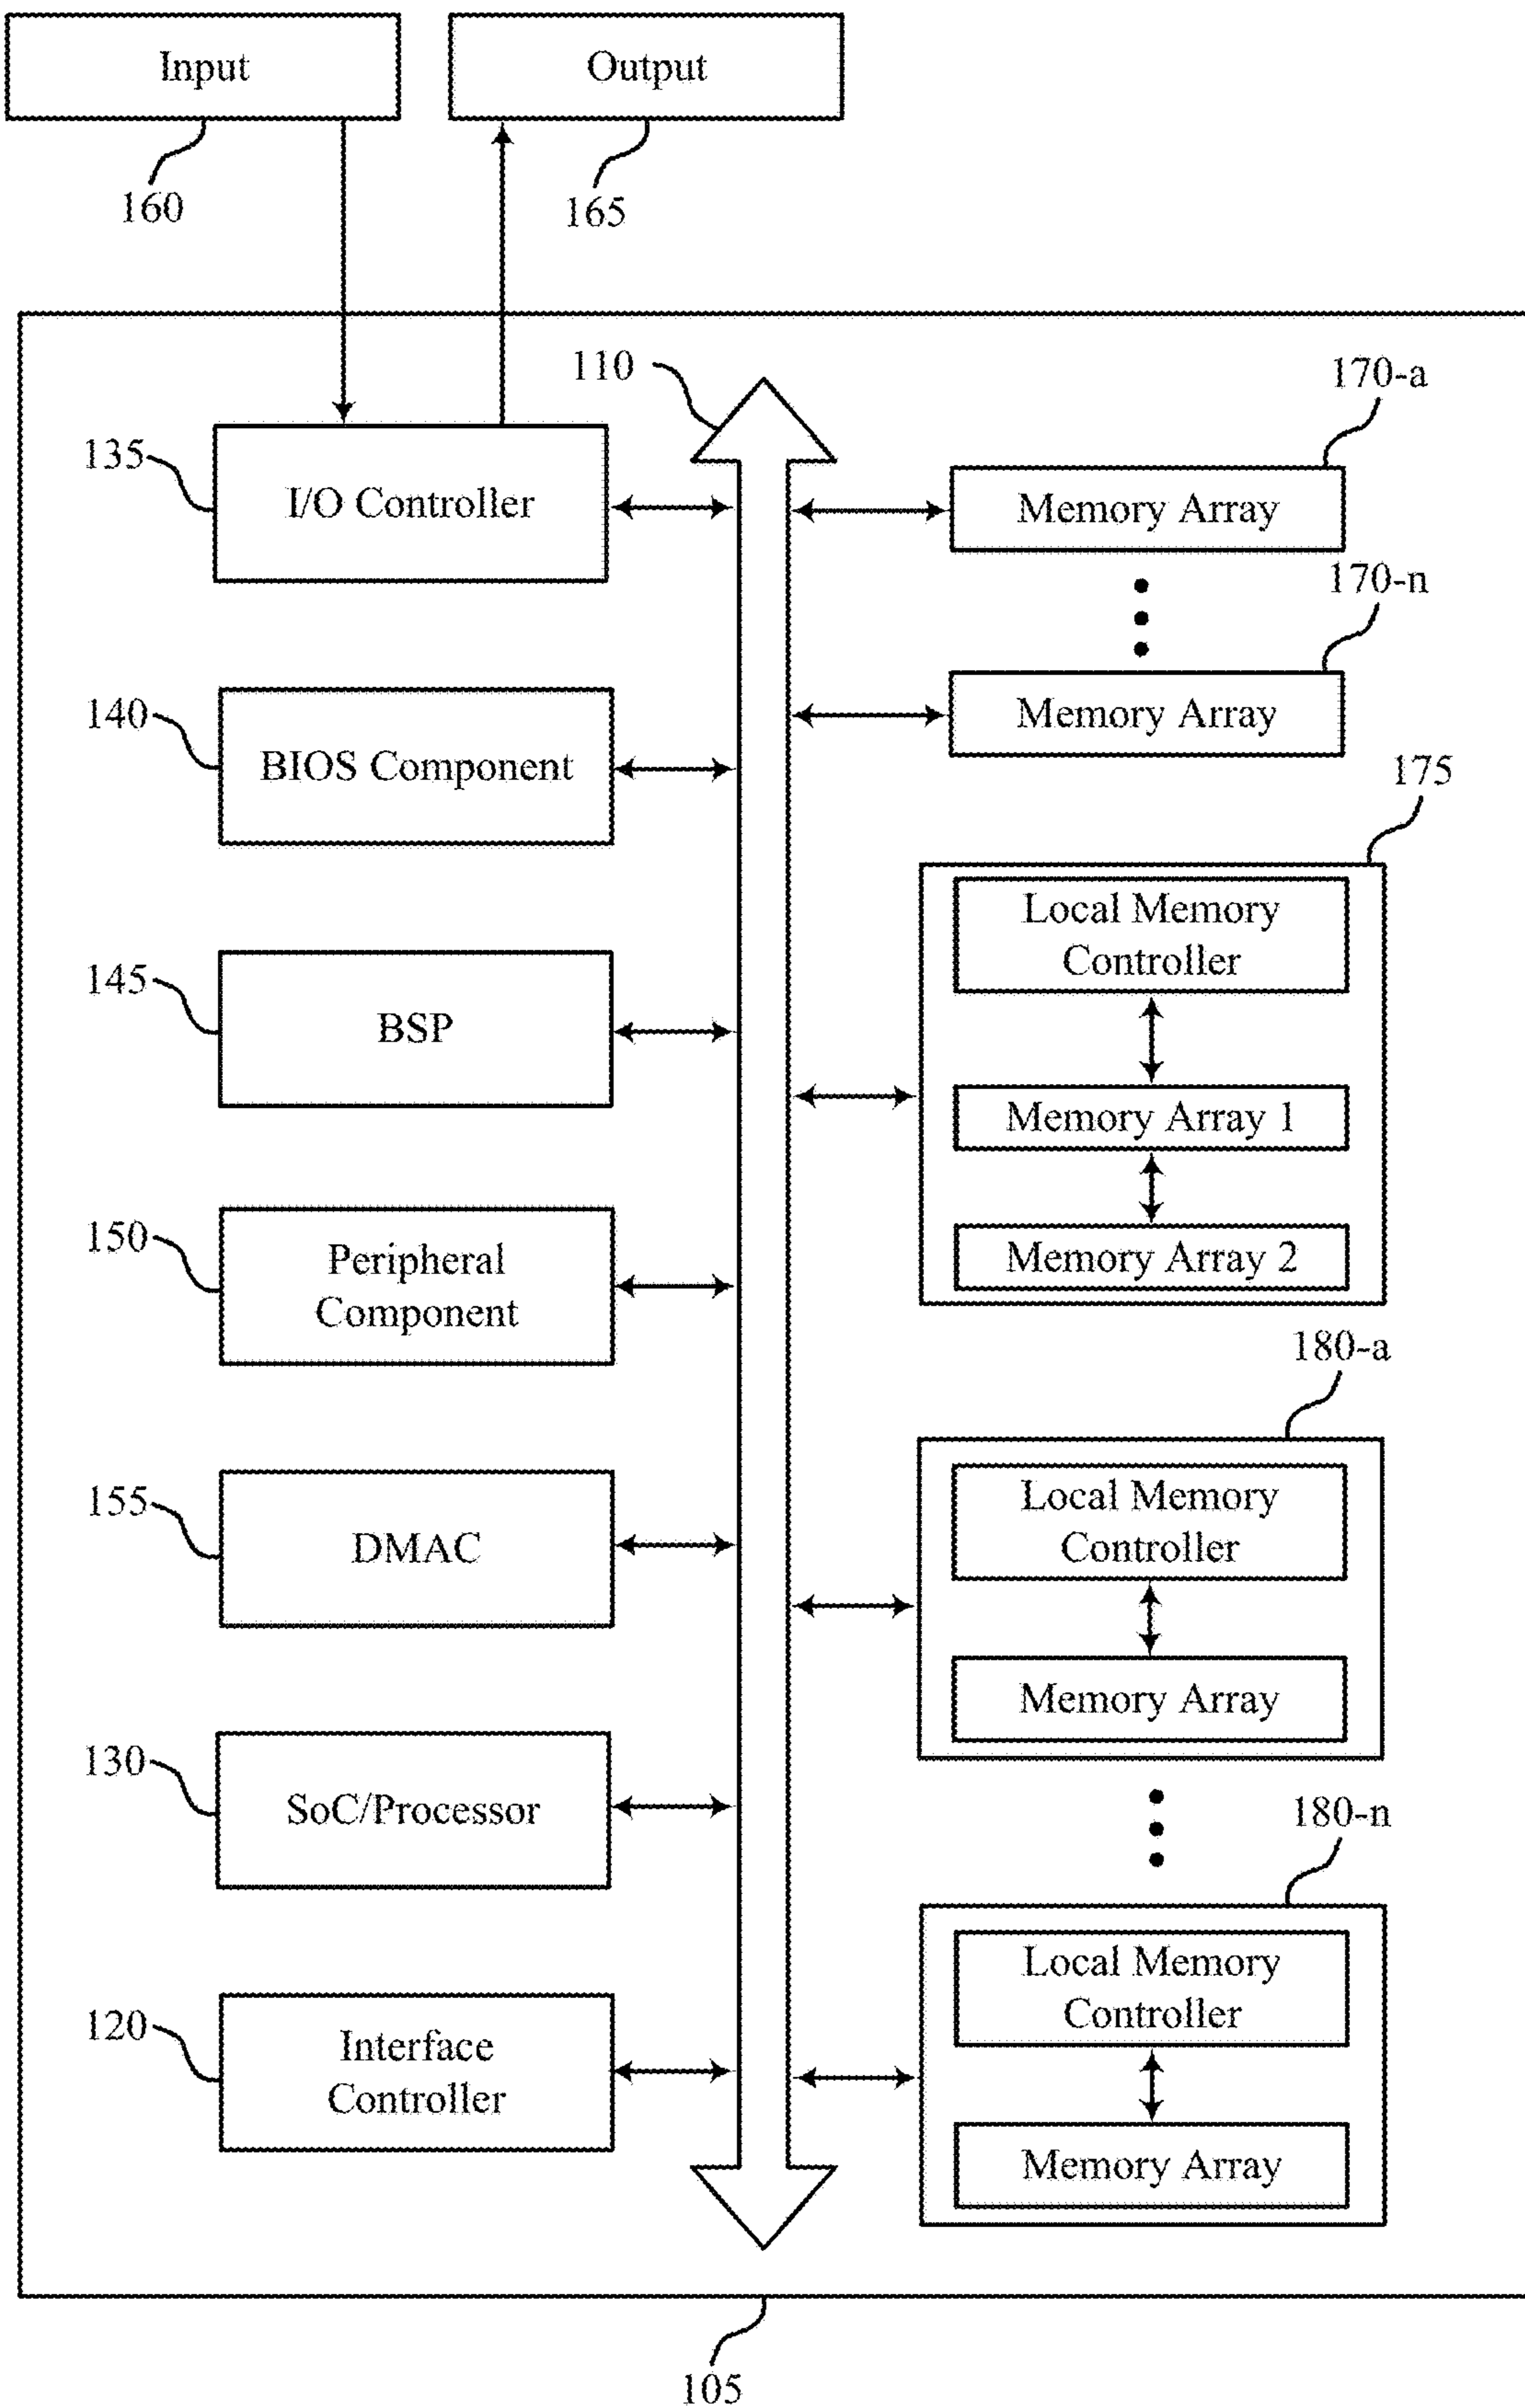 Input
Output
160
165
110
170-a
135
I/O Controller
Memory Array
170-n
140
BIOS Component
Memory Array
175
Local Memory
Controller
145
BSP
Memory Array 1
150
Peripheral
Component
Memory Array 2
180-a
155
DMAC
Local Memory
Controller
Memory Array
130
SoC/Processor
180-n
120
Interface
Controller
Local Memory
Controller
Memory Array
105